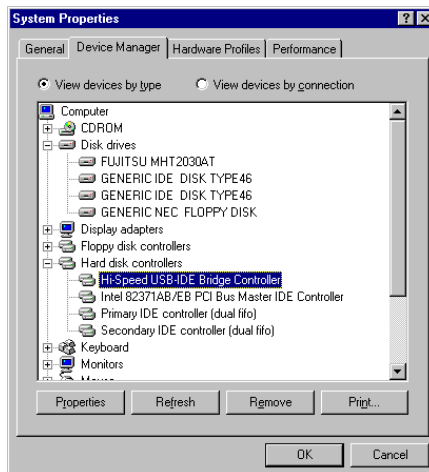 System Properties
General Device Manager Hardware Profiles Performance
View devices by type View devices by connection
Computer
CDROM
Disk drives
FUJITSU MHT2030AT
GENERIC IDE DISK TYPE46
GENERIC IDE DISK TYPE46
GENERIC NEC FLOPPY DISK
Display adapters
Floppy disk controllers
Hard disk controllers
Hi-Speed USB-IDE Bridge Controller
Intel 82371AB/EB PCI Bus Master IDE Controller
Primary IDE controller (dual fifo)
Secondary IDE controller (dual fifo)
Keyboard
Monitors
Properties Refresh Remove Print...
OK Cancel